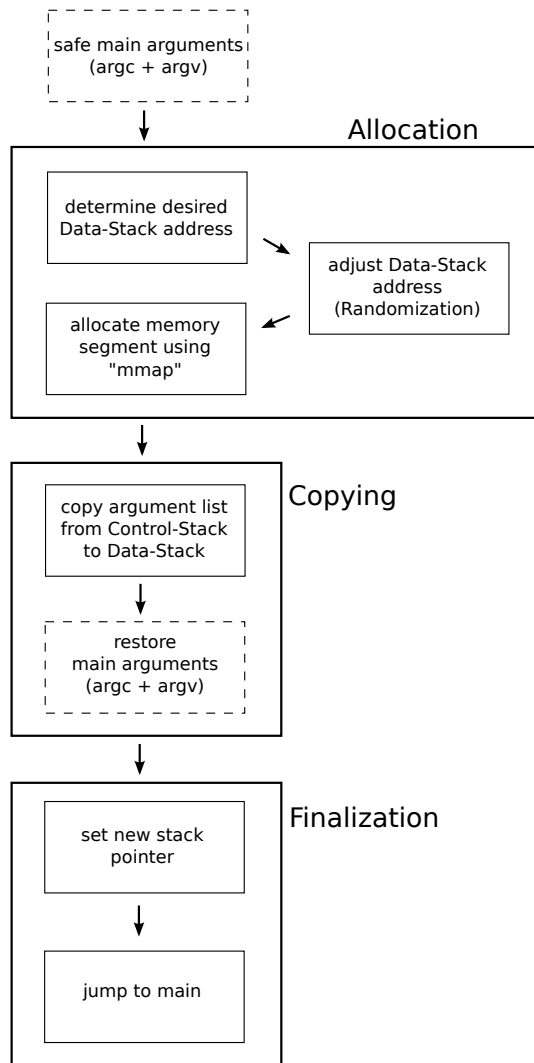 safe main arguments
(argc + argv)
Allocation
determine desired
Data-Stack address
adjust Data-Stack
address
(Randomization)
allocate memory
segment using
"mmap"
Copying
copy argument list
from Control-Stack
to Data-Stack
restore
main arguments
(argc + argv)
Finalization
set new stack
pointer
jump to main